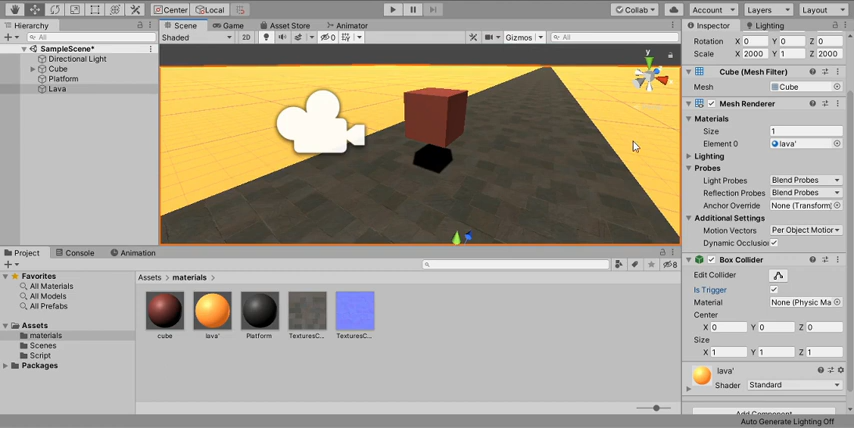 Center Local Collab Account Layers Layout
Hierarchy Scene Game Asset Store Animator Inspector Lighting
All Shaded 2D 0 Gizmos All
SampleScene*
Directional Light
Cube
Platform
Lava
y
Rotation X 0 Y 0 Z 0
Scale X 2000 Y 1 Z 2000
Cube (Mesh Filter)
Mesh Cube
Mesh Renderer
Materials
Size 1
Element 0 lava'
Lighting
Probes
Light Probes Blend Probes
Reflection Probes Blend Probes
Anchor Override None (Transform)
Additional Settings
Motion Vectors Per Object Motion
Dynamic Occlusion
Box Collider
Edit Collider
Is Trigger
Material None (Physic Ma
Center
X 0 Y 0 Z 0
Size
X 1 Y 1 Z 1
lava'
Shader Standard
Add Component
Project Console Animation
8
Favorites
All Materials
All Models
All Prefabs
Assets
materials
Scenes
Script
Packages
Assets > materials
cube lava' Platform TexturesC... TexturesC...
Auto Generate Lighting Off